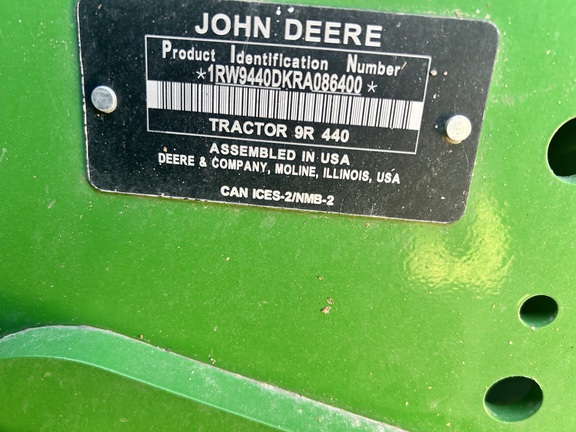 JOHN DEERE
Product Identification Number
*1RW9440DKRA086400*
TRACTOR 9R 440
ASSEMBLED IN USA
DEERE & COMPANY, MOLINE, ILLINOIS, USA
CAN ICES-2/NMB-2